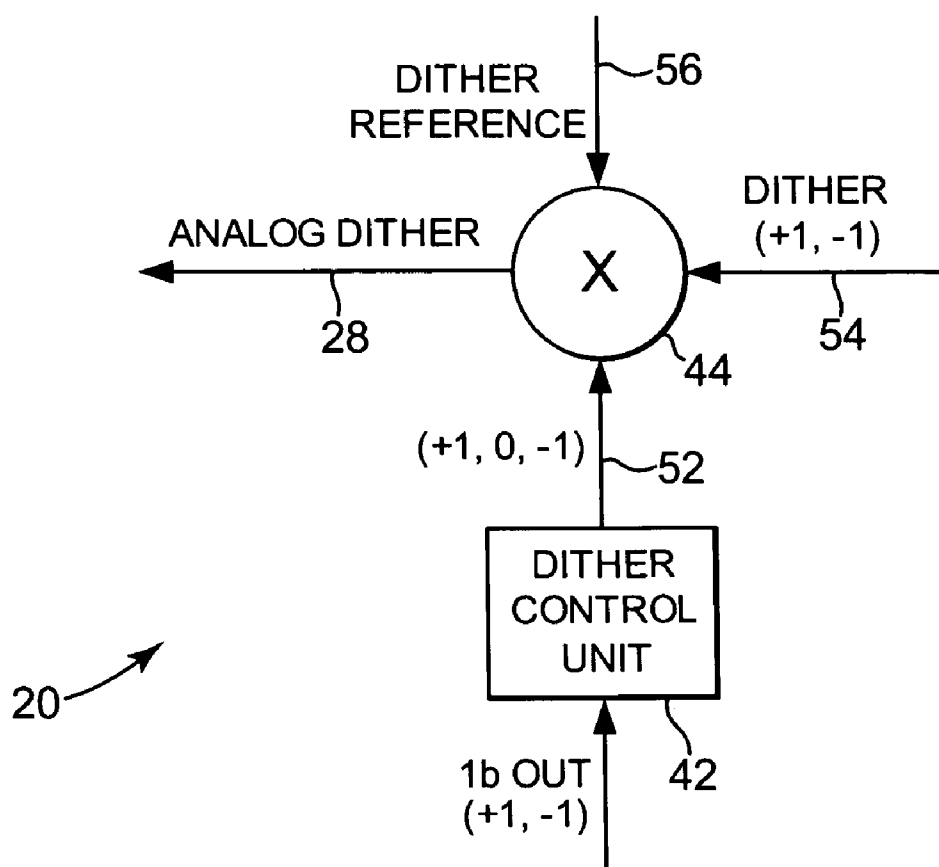 56
DITHER
REFERENCE
DITHER
(+1, -1)
ANALOG DITHER
X
28
54
44
(+1, 0, -1)
52
DITHER
CONTROL
UNIT
20
42
1b OUT
(+1, -1)